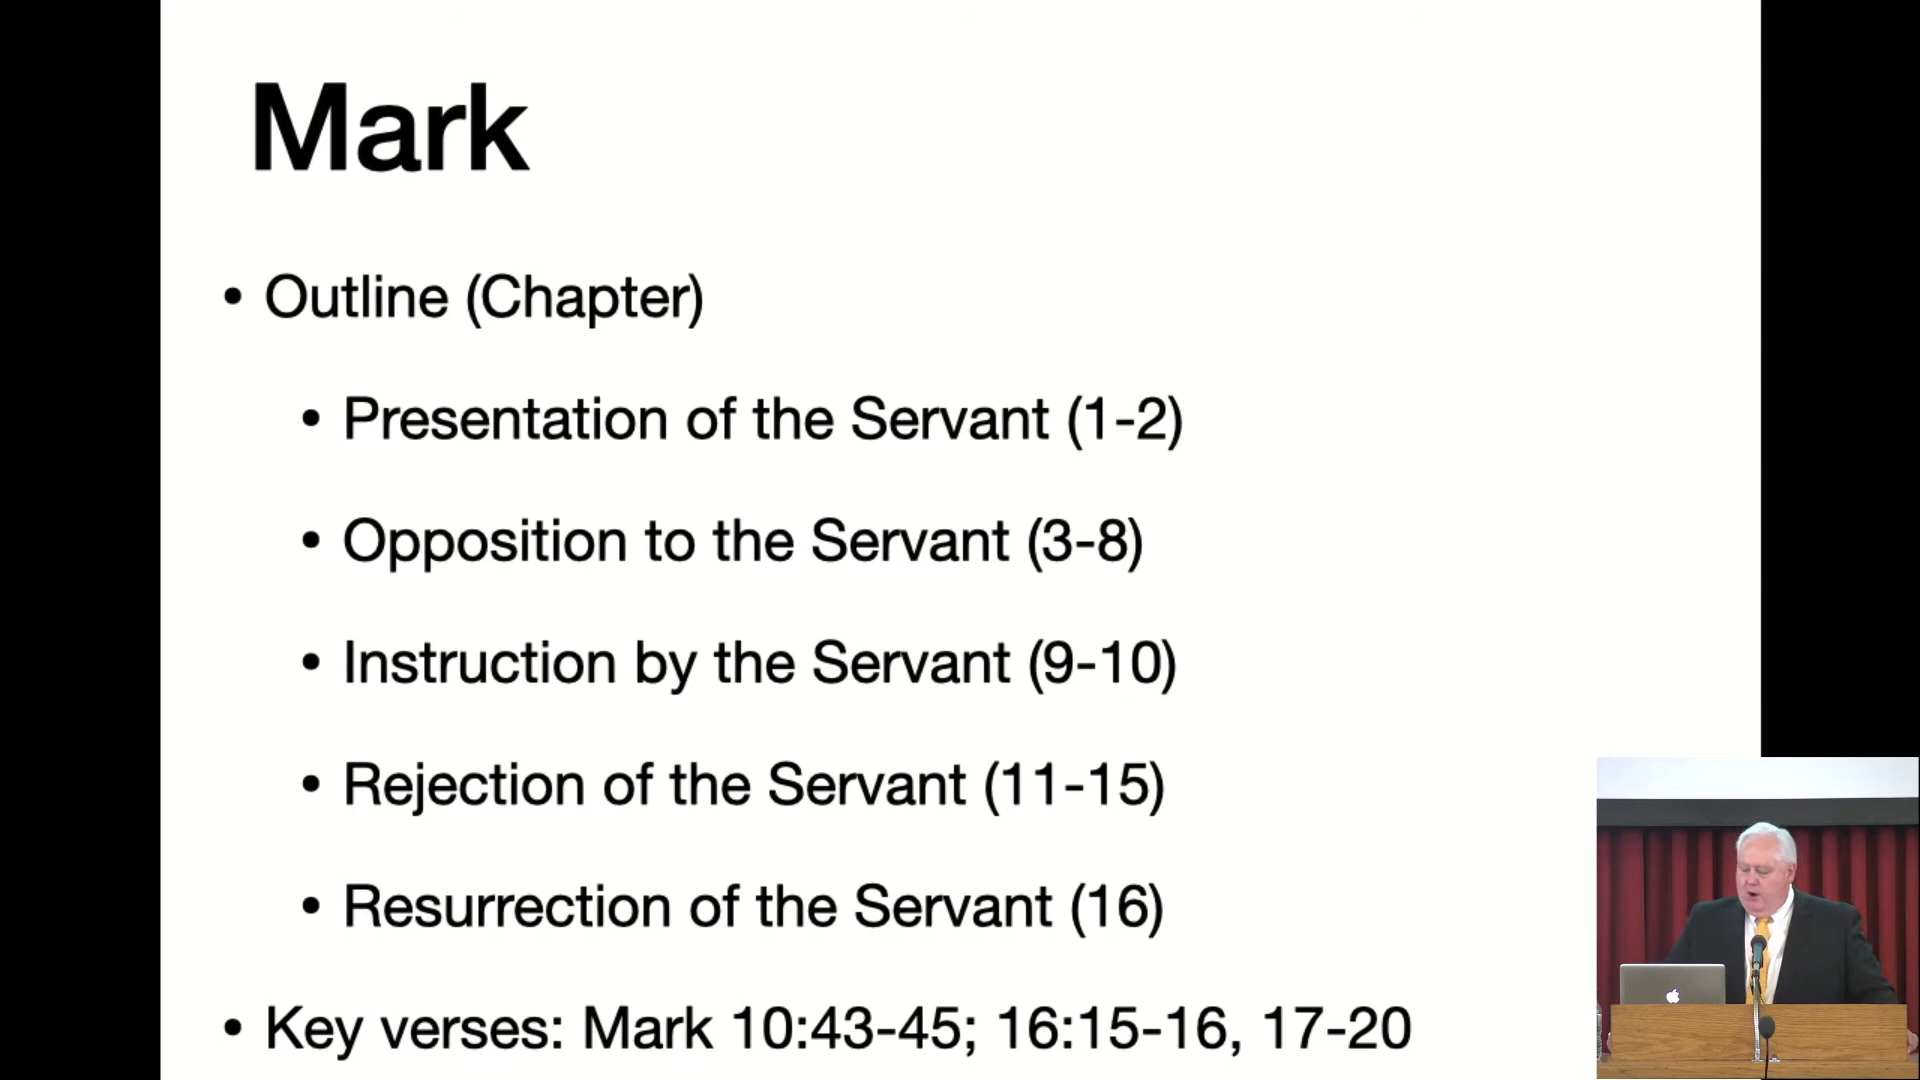 Mark
• Outline (Chapter)
• Presentation of the Servant (1-2)
• Opposition to the Servant (3-8)
• Instruction by the Servant (9-10)
• Rejection of the Servant (11-15)
• Resurrection of the Servant (16)
• Key verses: Mark 10:43-45; 16:15-16, 17-20